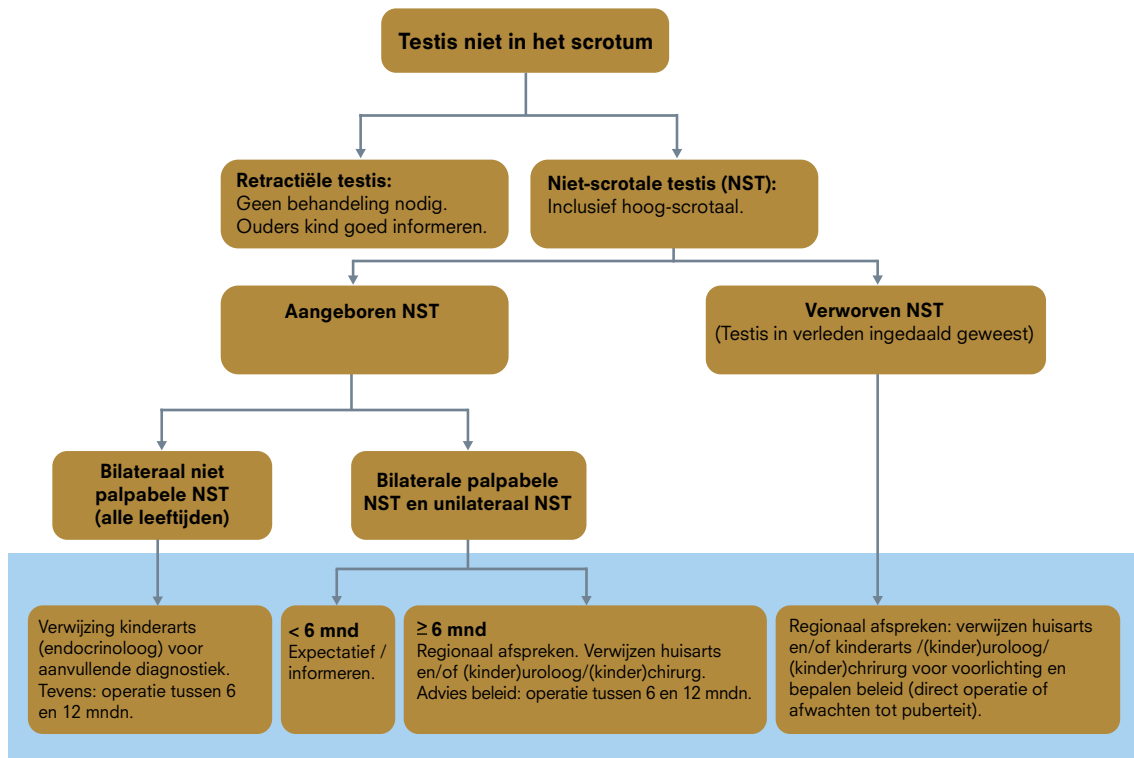 Testis niet in het scrotum
Retractiële testis:
Geen behandeling nodig.
Ouders kind goed informeren.
Niet-scrotale testis (NST):
Inclusief hoog-scrotaal.
Aangeboren NST
Verworven NST
(Testis in verleden ingedaald geweest)
Bilateraal niet
palpabele NST
(alle leeftijden)
Bilaterale palpabele
NST en unilateraal NST
Verwijzing kinderarts
(endocrinoloog) voor
aanvullende diagnostiek.
Tevens: operatie tussen 6
en 12 mndn.
< 6 mnd
Expectatief /
informeren.
≥ 6 mnd
Regionaal afspreken. Verwijzen huisarts
en/of (kinder)uroloog/(kinder)chirurg.
Advies beleid: operatie tussen 6 en 12 mndn.
Regionaal afspreken: verwijzen huisarts
en/of kinderarts /(kinder)uroloog/
(kinder)chrirurg voor voorlichting en
bepalen beleid (direct operatie of
afwachten tot puberteit).